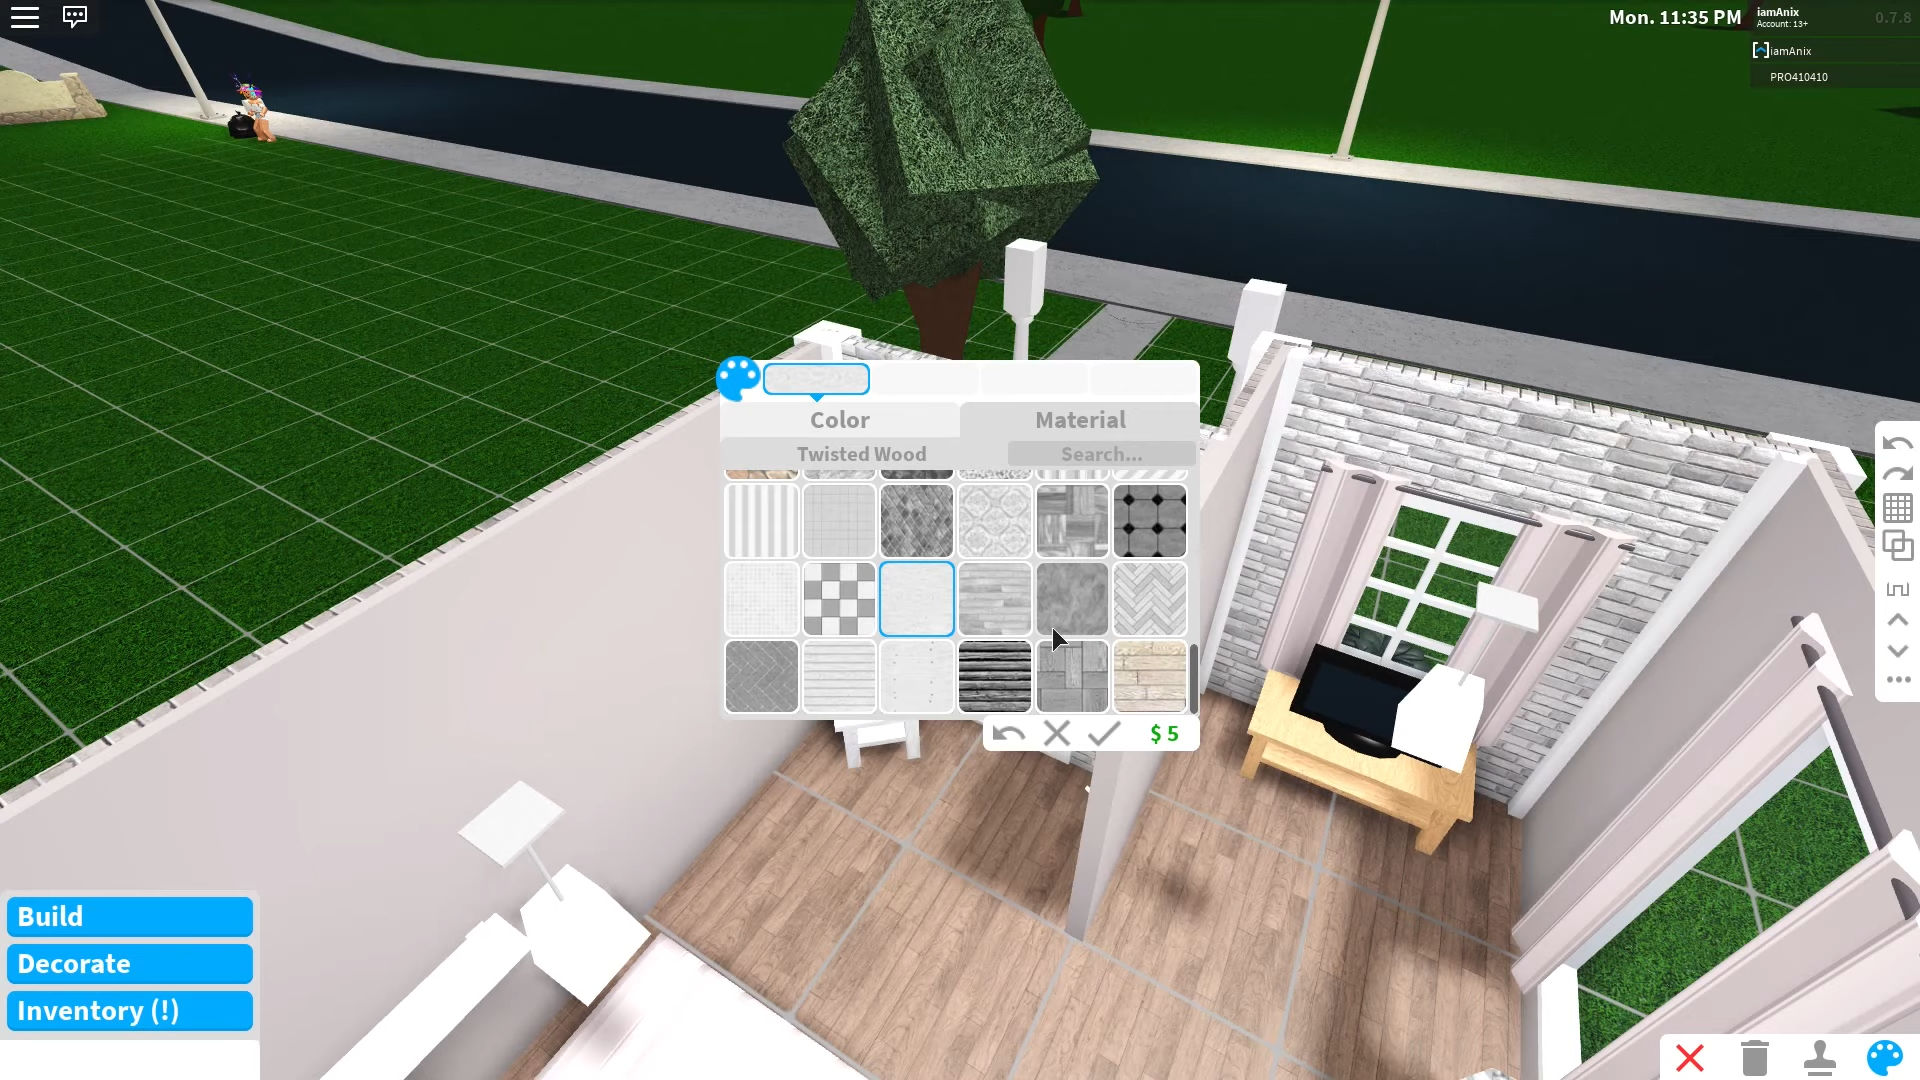 Mon. 11:35 PM
iamAnix
Account: 13+
0.7.8
iamAnix
PRO410410
Color
Material
Twisted Wood
Search...
$ 5
Build
Decorate
Inventory (!)